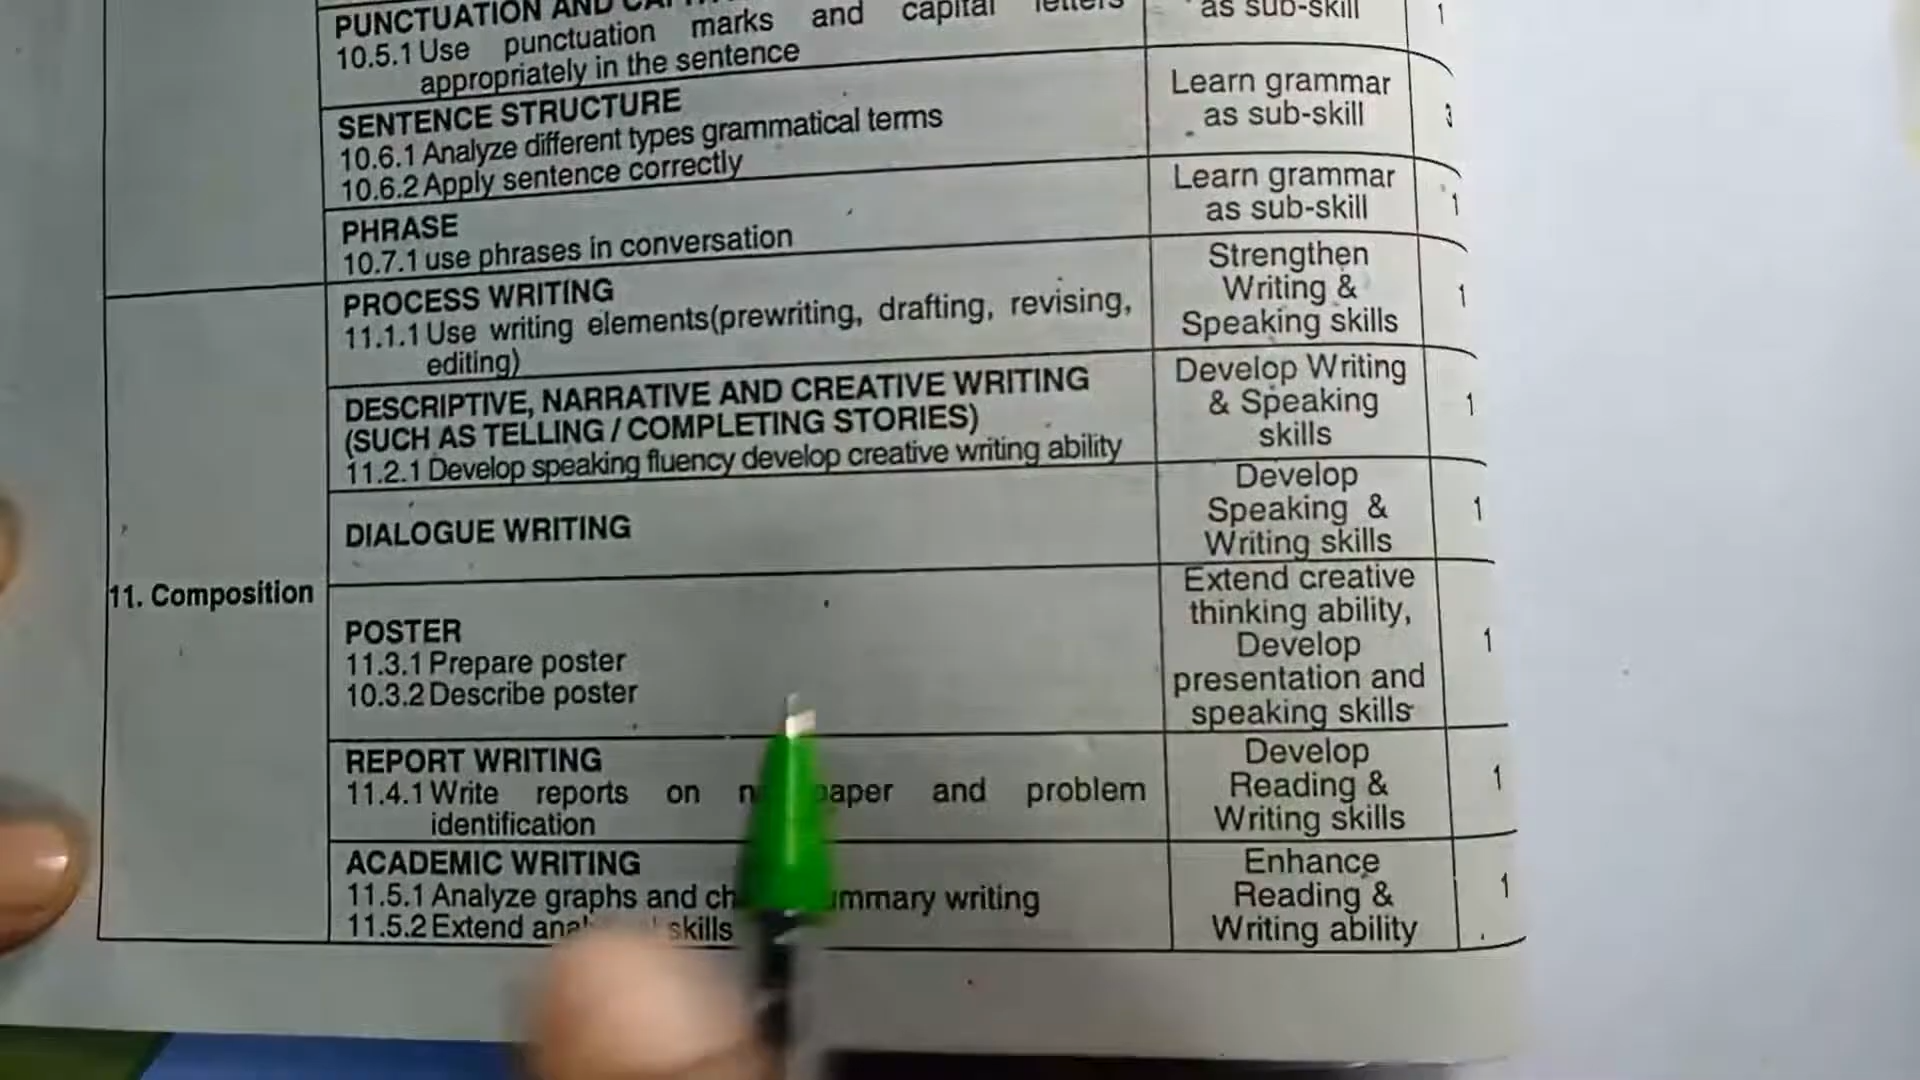 PUNCTUATION AND
10.5.1 Use punctuation marks and capital letters
appropriately in the sentence
as sub-skill
1
SENTENCE STRUCTURE
10.6.1 Analyze different types grammatical terms
10.6.2 Apply sentence correctly
Learn grammar
as sub-skill
3
PHRASE
10.7.1 use phrases in conversation
Learn grammar
as sub-skill
1
11. Composition
PROCESS WRITING
11.1.1 Use writing elements(prewriting, drafting, revising,
editing)
Strengthen
Writing &
Speaking skills
1
DESCRIPTIVE, NARRATIVE AND CREATIVE WRITING
(SUCH AS TELLING / COMPLETING STORIES)
11.2.1 Develop speaking fluency develop creative writing ability
Develop Writing
& Speaking
skills
1
DIALOGUE WRITING
Develop
Speaking &
Writing skills
1
POSTER
11.3.1 Prepare poster
10.3.2 Describe poster
Extend creative
thinking ability,
Develop
presentation and
speaking skills
1
REPORT WRITING
11.4.1 Write reports on and problem
identification
Develop
Reading &
Writing skills
1
ACADEMIC WRITING
11.5.1 Analyze graphs and writing
11.5.2 Extend skills
Enhance
Reading &
Writing ability
1